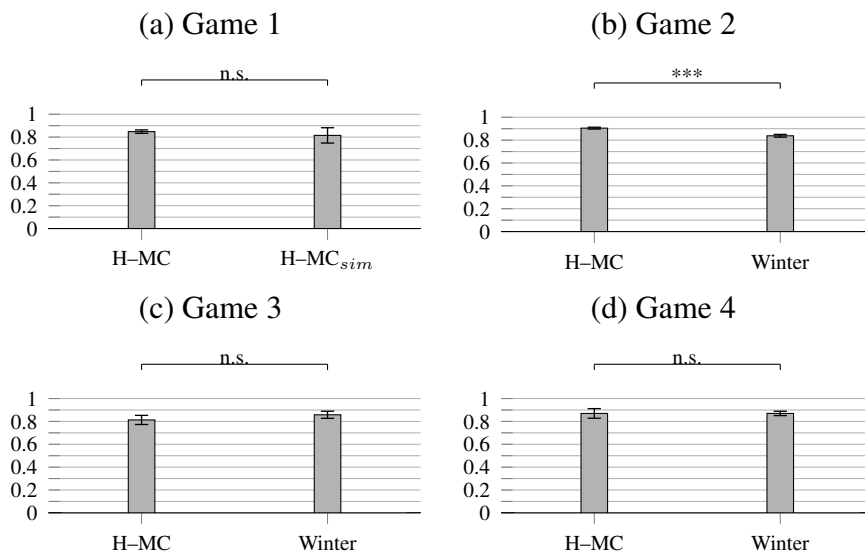 (a) Game 1
n.s.
1
0.8
0.6
0.4
0.2
0
H–MC H–MCsim
(b) Game 2
***
1
0.8
0.6
0.4
0.2
0
H–MC Winter
(c) Game 3
n.s.
1
0.8
0.6
0.4
0.2
0
H–MC Winter
(d) Game 4
n.s.
1
0.8
0.6
0.4
0.2
0
H–MC Winter